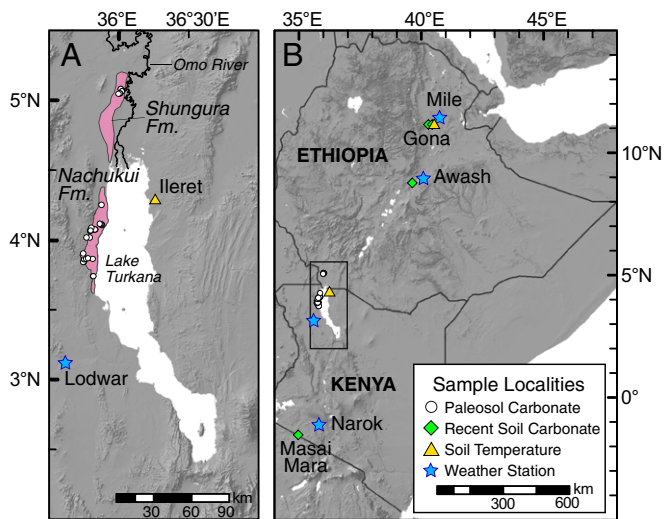 36°E
36°30'E
A
Omo River
5°N
Shungura
Fm.
Nachukui
Fm.
Ileret
4°N
Lake
Turkana
3°N
Lodwar
km
30 60 90
35°E
40°E
45°E
B
Mile
Gona
ETHIOPIA
10°N
Awash
5°N
KENYA
Narok
Masai
Mara
0°
Sample Localities
Paleosol Carbonate
Recent Soil Carbonate
Soil Temperature
Weather Station
km
300 600